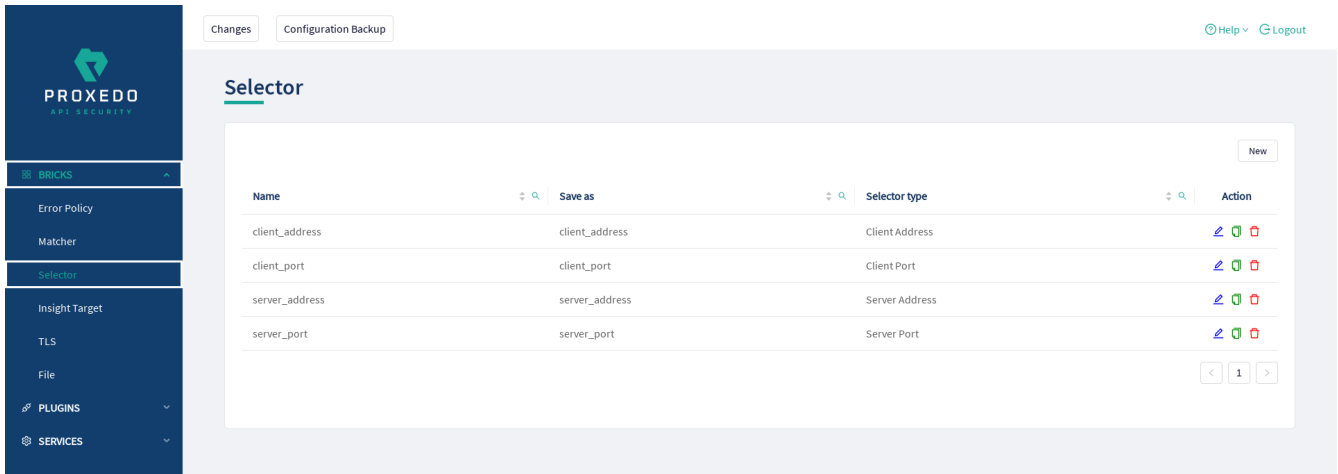 Changes Configuration Backup Help Logout
PROXEDO
API SECURITY
Selector
New
BRICKS
Error Policy
Matcher
Selector
Insight Target
TLS
File
PLUGINS
SERVICES
Name Save as Selector type Action
client_address client_address Client Address
client_port client_port Client Port
server_address server_address Server Address
server_port server_port Server Port
< 1 >